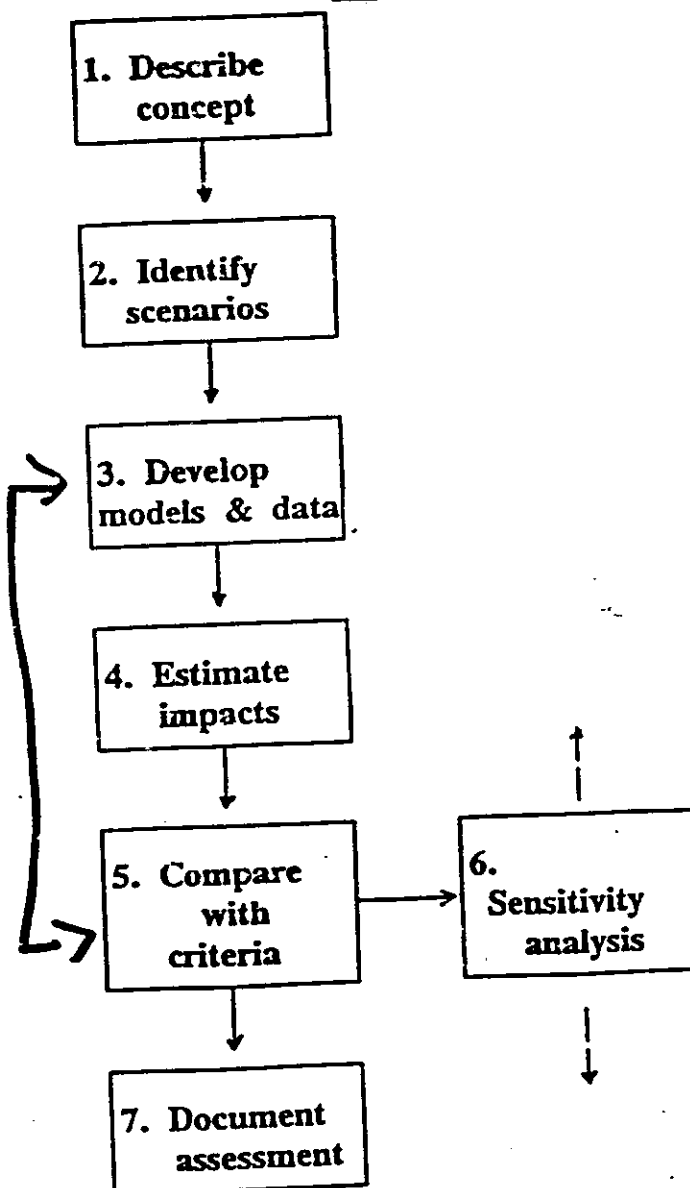 1. Describe
concept
2. Identify
scenarios
3. Develop
models & data
4. Estimate
impacts
5. Compare
with
criteria
6.
Sensitivity
analysis
7. Document
assessment